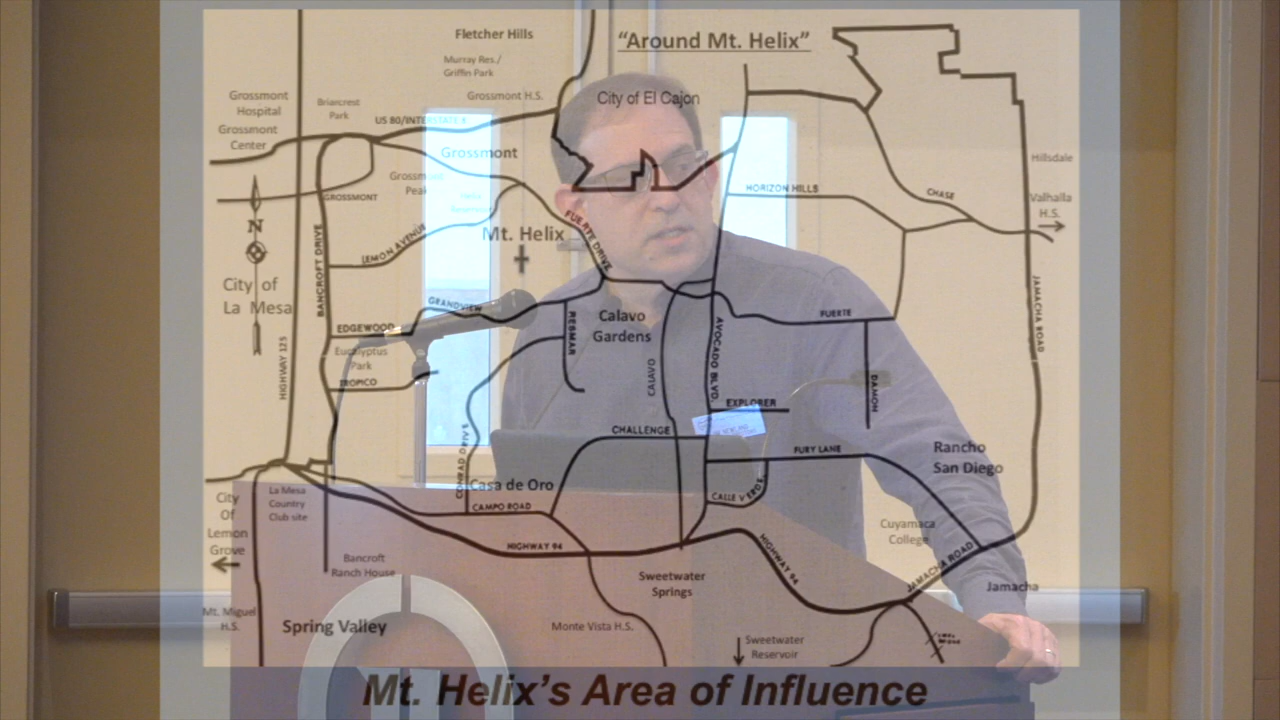 Fletcher Hills
"Around Mt. Helix"
Murray Res./
Griffin Park
Grossmont H.S.
City of El Cajon
Grossmont
Hospital
Grossmont
Center
Briarcrest
Park
US 80/INTERSTATE 8
Grossmont
Grossmont
Peak
Helix
Reservoir
GROSSMONT
HORIZON HILLS
CHASE
Hillsdale
Valhalla
H.S.
N
Mt. Helix
FUERTE DRIVE
LEMON AVENUE
BANCROFT DRIVE
City of
La Mesa
GRANDVIEW
EDGEWOOD
RESMAR
Calavo
Gardens
FUERTE
JAMACHA ROAD
AVOCADO BLVD.
HIGHWAY 125
Eucalyptus
Park
TROPICO
CALAVO
DAMON
EXPLORER
CHALLENGE
CONRAD DRIVE
FURY LANE
Rancho
San Diego
Casa de Oro
CALLE VERDE
CAMPO ROAD
La Mesa
Country
Club site
City
Of
Lemon
Grove
Cuyamaca
College
HIGHWAY 94
HIGHWAY 94
JAMACHA ROAD
Bancroft
Ranch House
Sweetwater
Springs
Jamacha
Mt. Miguel
H.S.
Spring Valley
Monte Vista H.S.
Sweetwater
Reservoir
Mt. Helix's Area of Influence